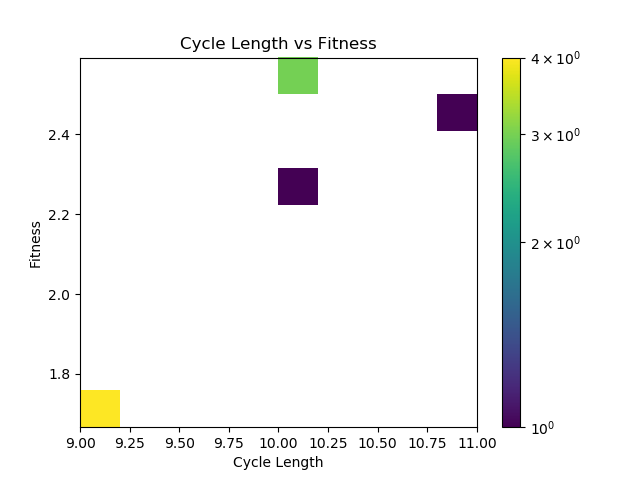 Cycle Length vs Fitness
Fitness
2.4
2.2
2.0
1.8
9.00 9.25 9.50 9.75 10.00 10.25 10.50 10.75 11.00
Cycle Length
4 × 10⁰
3 × 10⁰
2 × 10⁰
10⁰